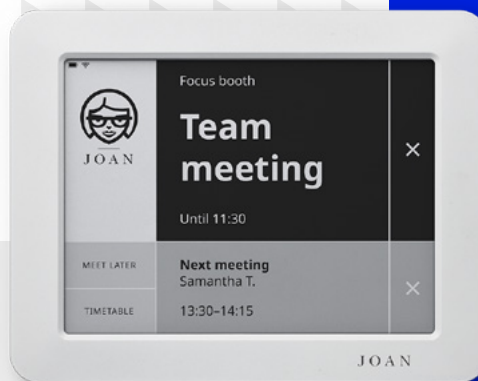 JOAN
Focus booth
Team
meeting
Until 11:30
MEET LATER
TIMETABLE
Next meeting
Samantha T.
13:30–14:15
JOAN